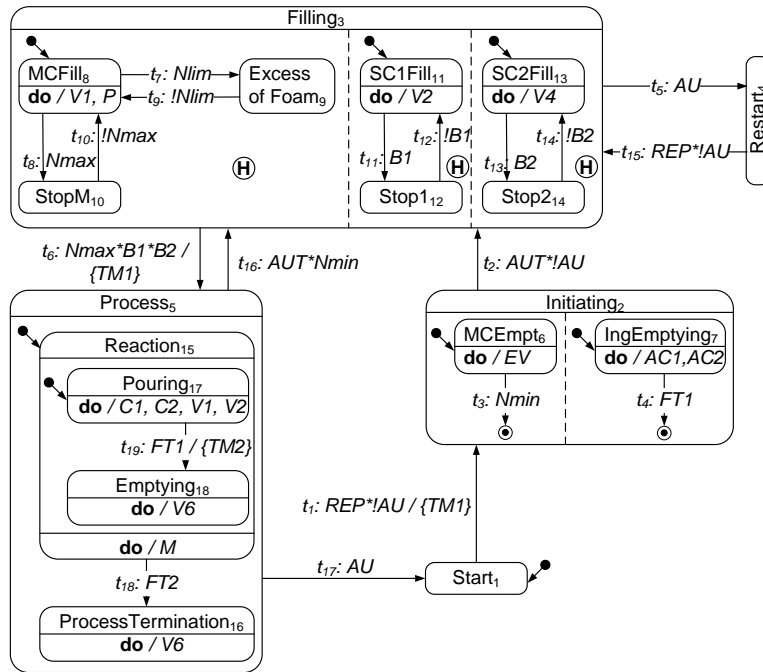 Filling3
MCFill8
do / V1, P
t7: Nlim
t9: !Nlim
Excess
of Foam9
t10: !Nmax
t8: Nmax
StopM10
H
SC1Fill11
do / V2
t12: !B1
t11: B1
Stop112
H
SC2Fill13
do / V4
t14: !B2
t13: B2
Stop214
H
t5: AU
t15: REP*!AU
Restart4
t6: Nmax*B1*B2 /
{TM1}
t16: AUT*Nmin
t2: AUT*!AU
Process5
Reaction15
Pouring17
do / C1, C2, V1, V2
t19: FT1 / {TM2}
Emptying18
do / V6
do / M
t18: FT2
ProcessTermination16
do / V6
Initiating2
MCEmpt6
do / EV
t3: Nmin
IngEmptying7
do / AC1,AC2
t4: FT1
t1: REP*!AU / {TM1}
t17: AU
Start1